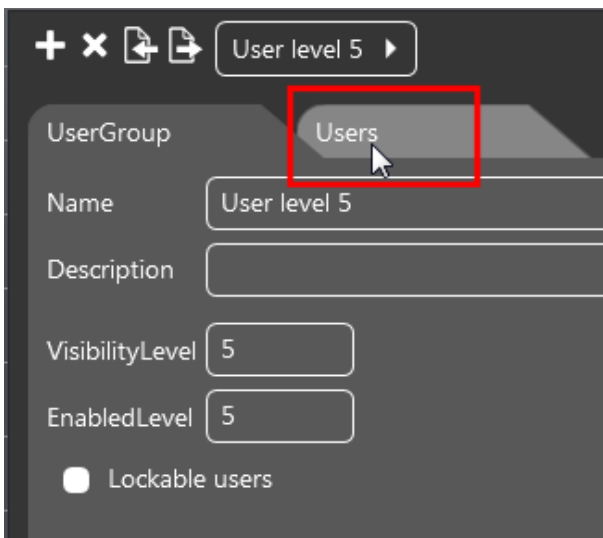 User level 5
UserGroup Users
Name User level 5
Description
VisibilityLevel 5
EnabledLevel 5
Lockable users